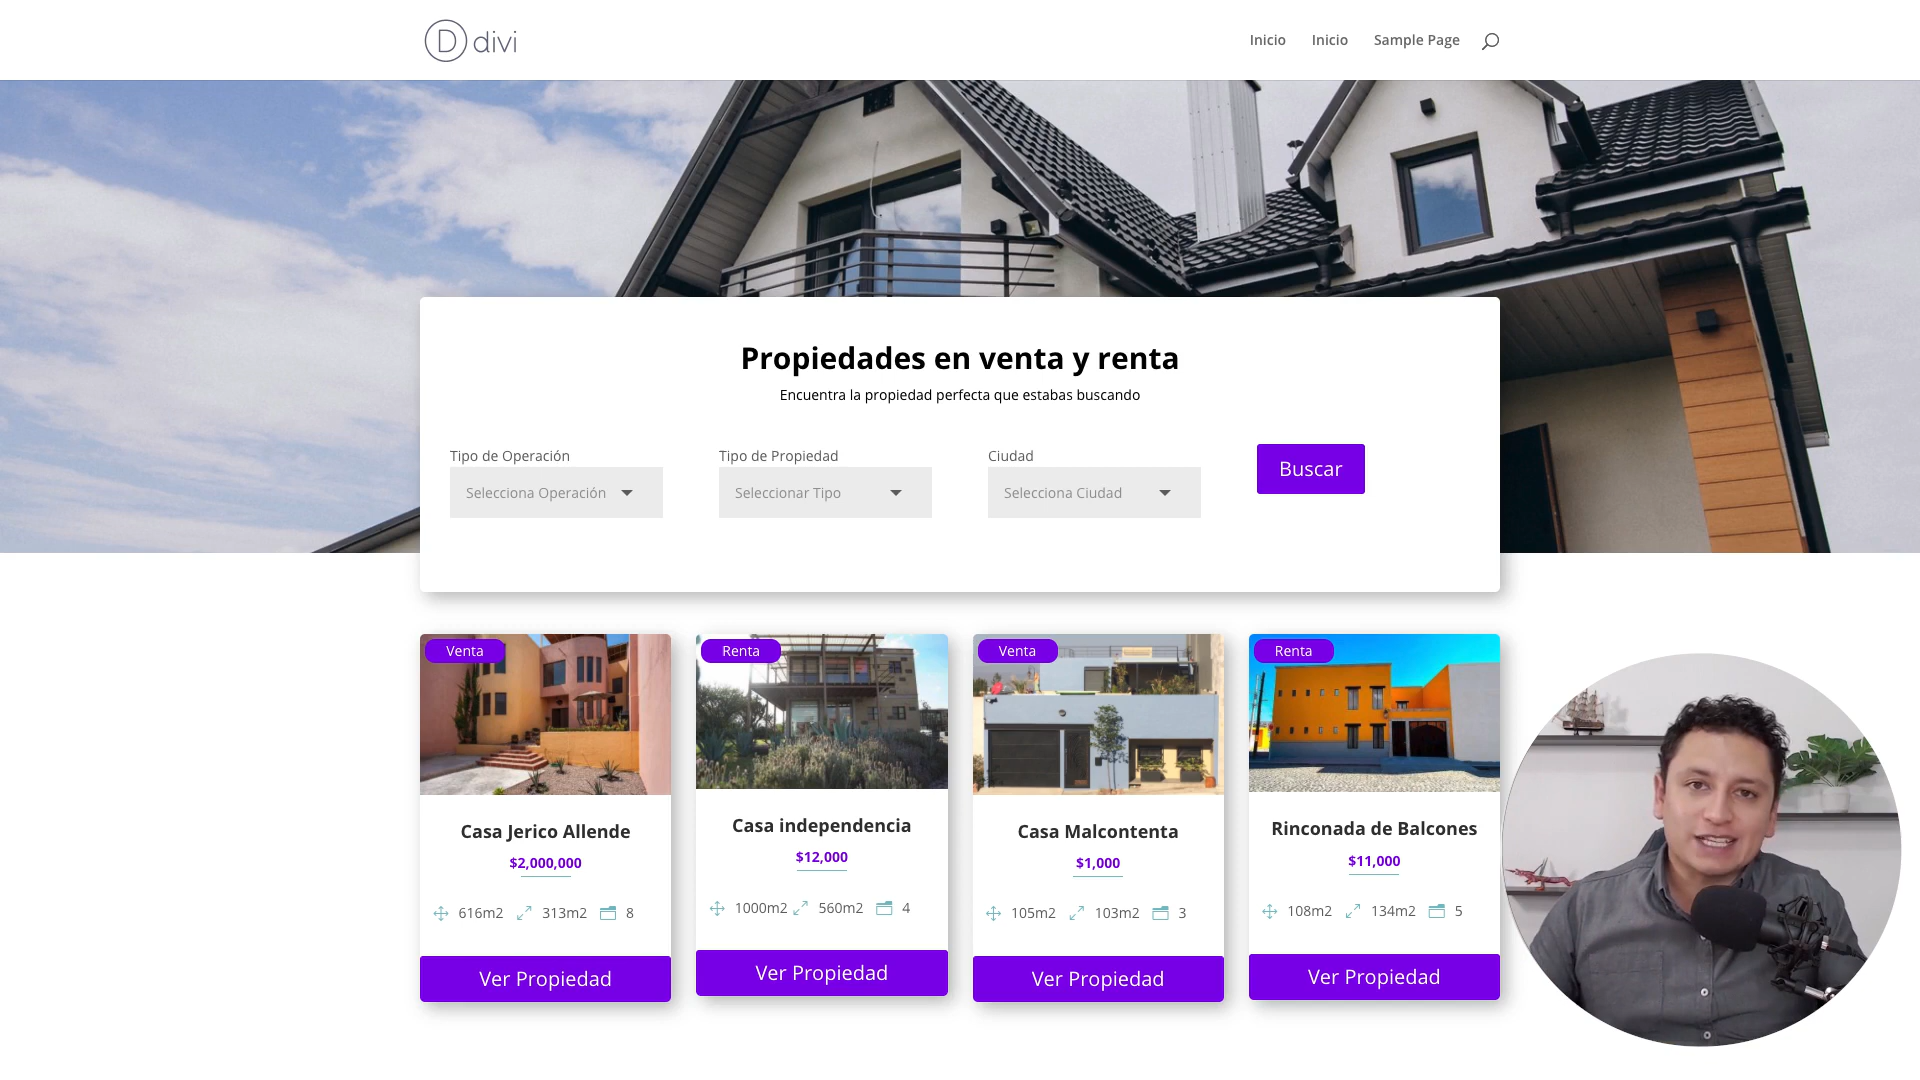 D divi
Inicio Inicio Sample Page
Propiedades en venta y renta
Encuentra la propiedad perfecta que estabas buscando
Tipo de Operación Tipo de Propiedad Ciudad
Selecciona Operación Seleccionar Tipo Selecciona Ciudad Buscar
Venta Renta Venta Renta
Casa Jerico Allende
$2,000,000
616m2 313m2 8
Ver Propiedad
Casa independencia
$12,000
1000m2 560m2 4
Ver Propiedad
Casa Malcontenta
$1,000
105m2 103m2 3
Ver Propiedad
Rinconada de Balcones
$11,000
108m2 134m2 5
Ver Propiedad